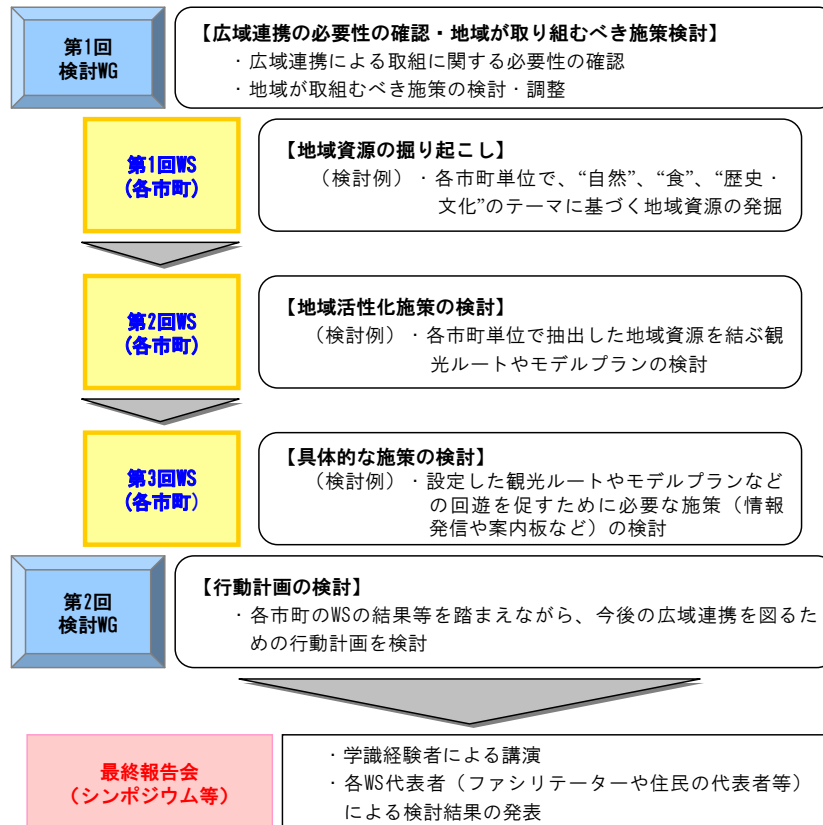 第1回
検討WG
【広域連携の必要性の確認・地域が取り組むべき施策検討】
・広域連携による取組に関する必要性の確認
・地域が取組むべき施策の検討・調整
第1回WS
(各市町)
【地域資源の掘り起こし】
（検討例）・各市町単位で、“自然”、“食”、“歴史・
文化”のテーマに基づく地域資源の発掘
第2回WS
(各市町)
【地域活性化施策の検討】
（検討例）・各市町単位で抽出した地域資源を結ぶ観
光ルートやモデルプランの検討
第3回WS
(各市町)
【具体的な施策の検討】
（検討例）・設定した観光ルートやモデルプランなど
の回遊を促すために必要な施策（情報
発信や案内板など）の検討
第2回
検討WG
【行動計画の検討】
・各市町のWSの結果等を踏まえながら、今後の広域連携を図るた
めの行動計画を検討
最終報告会
（シンポジウム等）
・学識経験者による講演
・各WS代表者（ファシリテーターや住民の代表者等）
による検討結果の発表